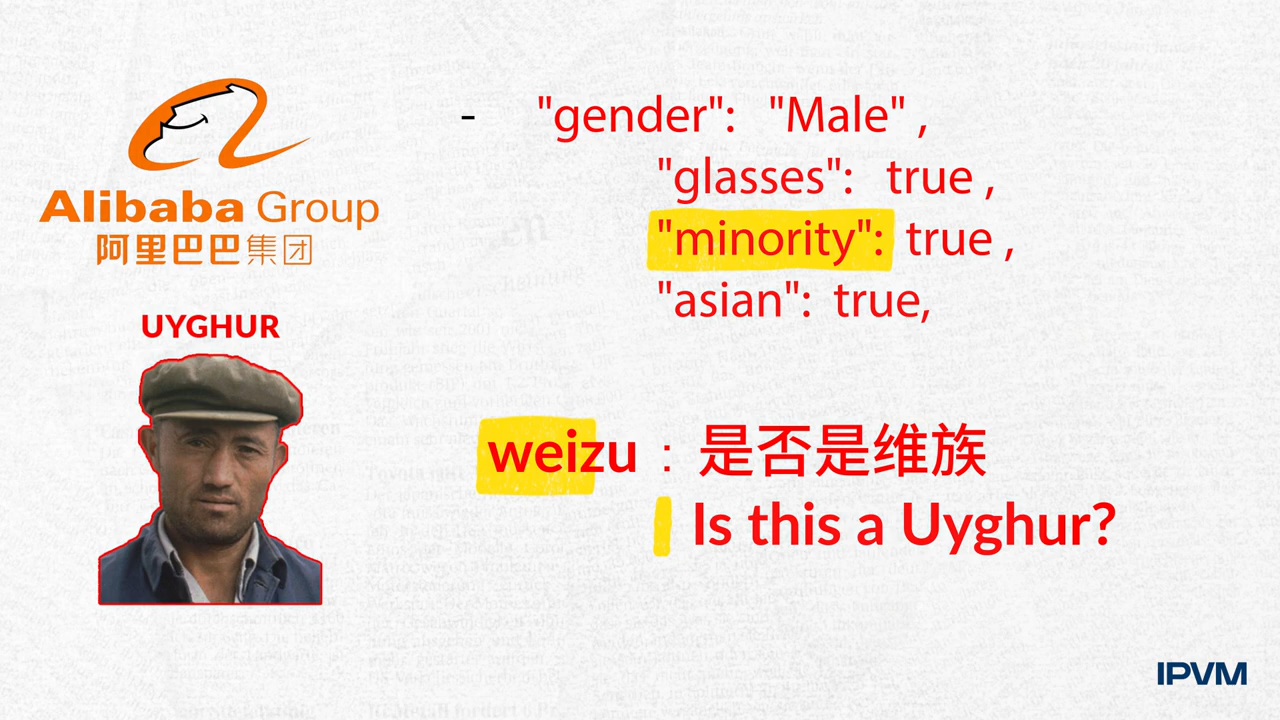 Alibaba Group
阿里巴巴集团
UYGHUR
- "gender": "Male" ,
"glasses": true ,
"minority": true ,
"asian": true,
weizu : 是否是维族
Is this a Uyghur?
IPVM